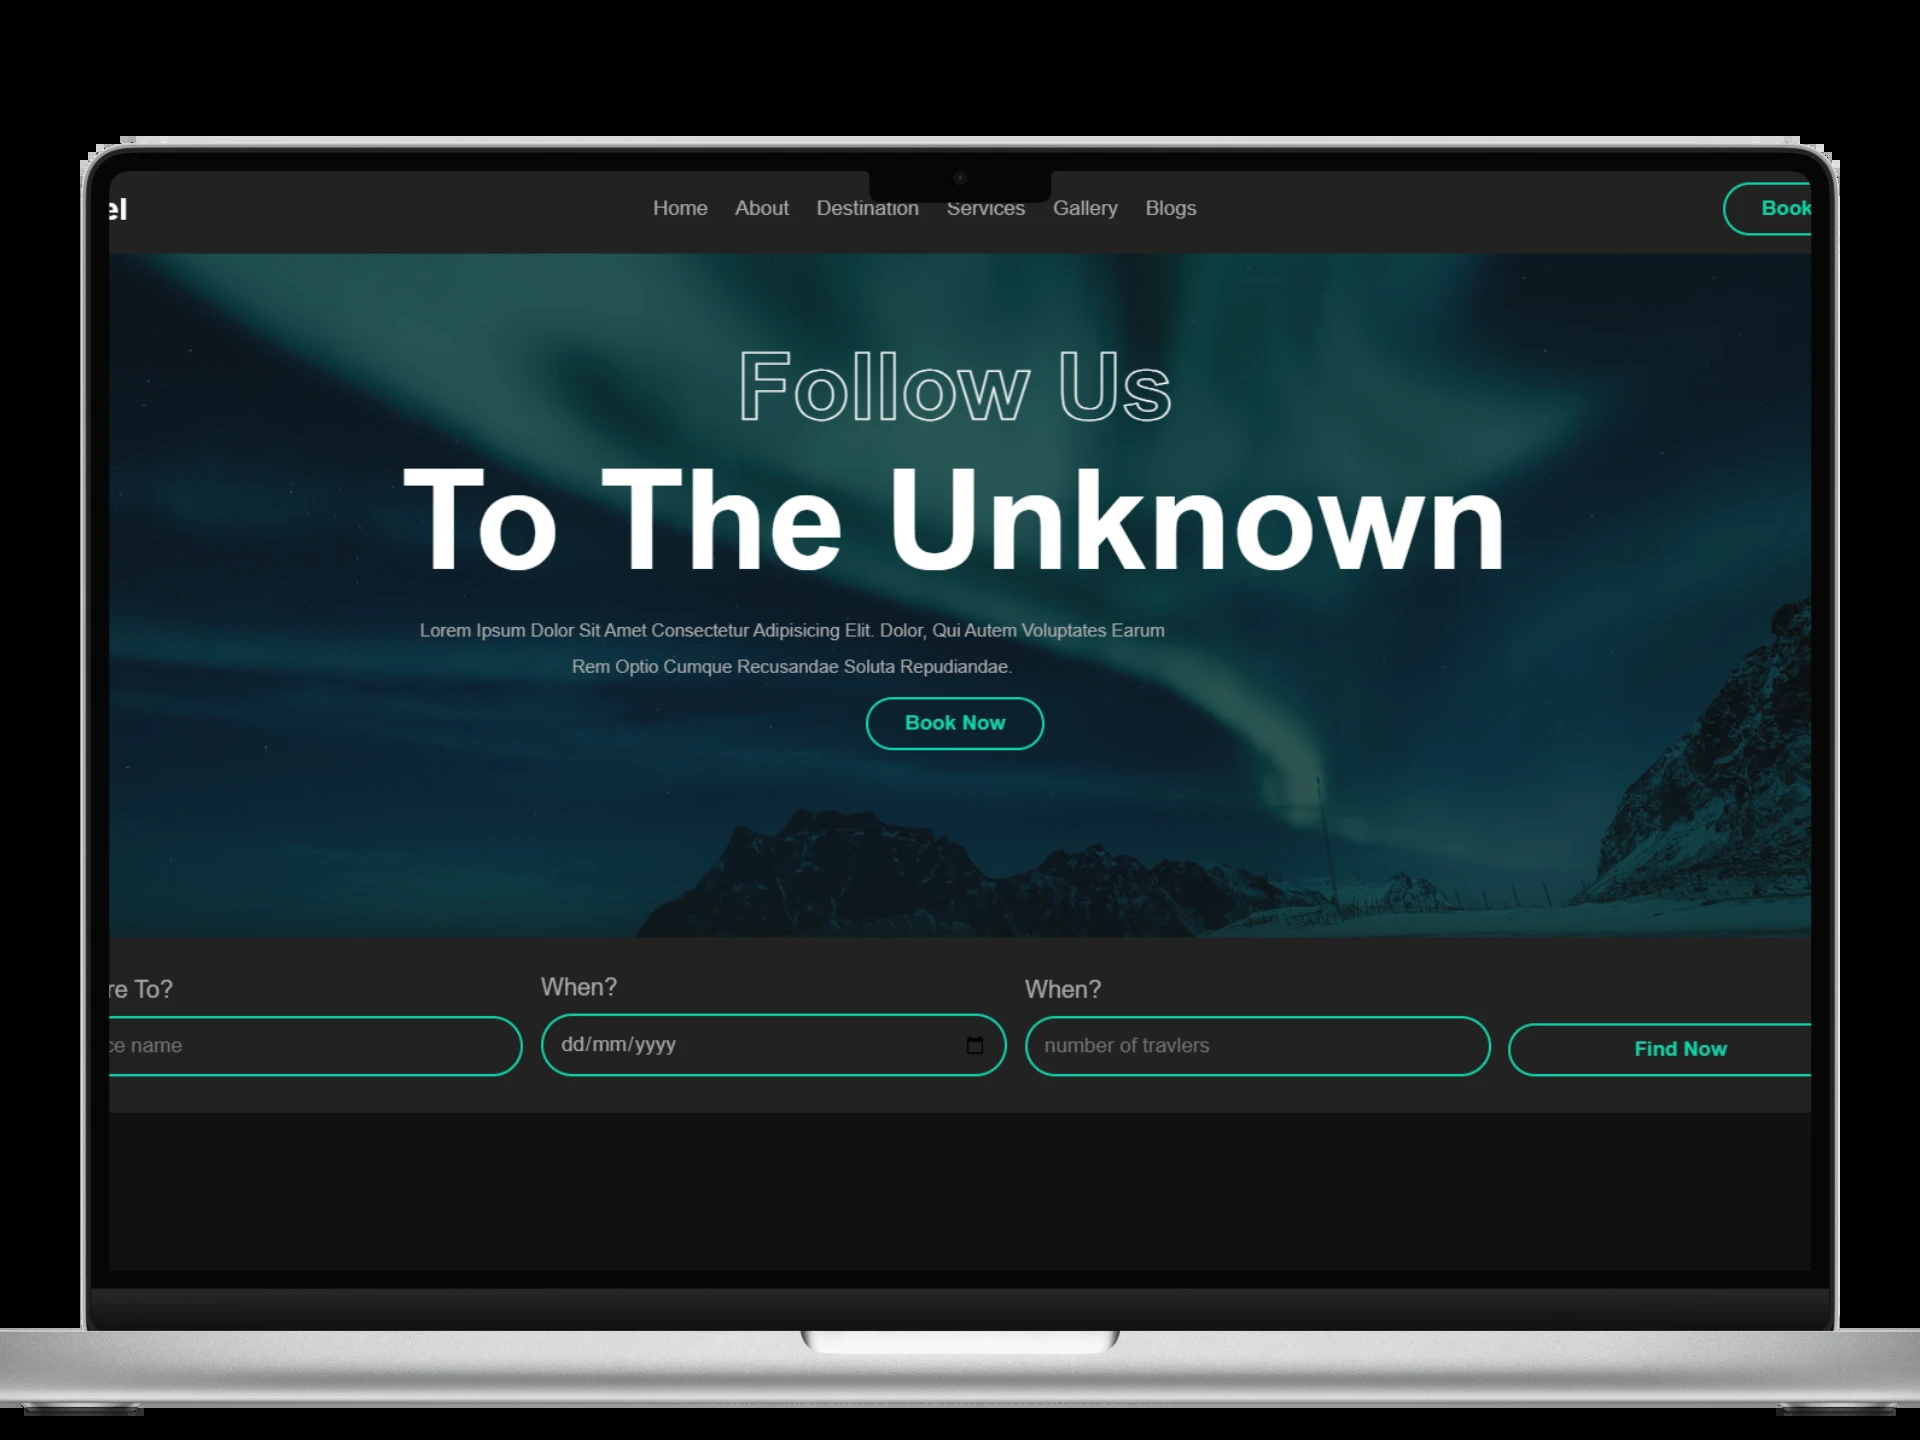 el
Home About Destination Services Gallery Blogs
Book
Follow Us
To The Unknown
Lorem Ipsum Dolor Sit Amet Consectetur Adipisicing Elit. Dolor, Qui Autem Voluptates Earum
Rem Optio Cumque Recusandae Soluta Repudiandae.
Book Now
re To?
When?
When?
ce name
dd/mm/yyyy
number of travlers
Find Now